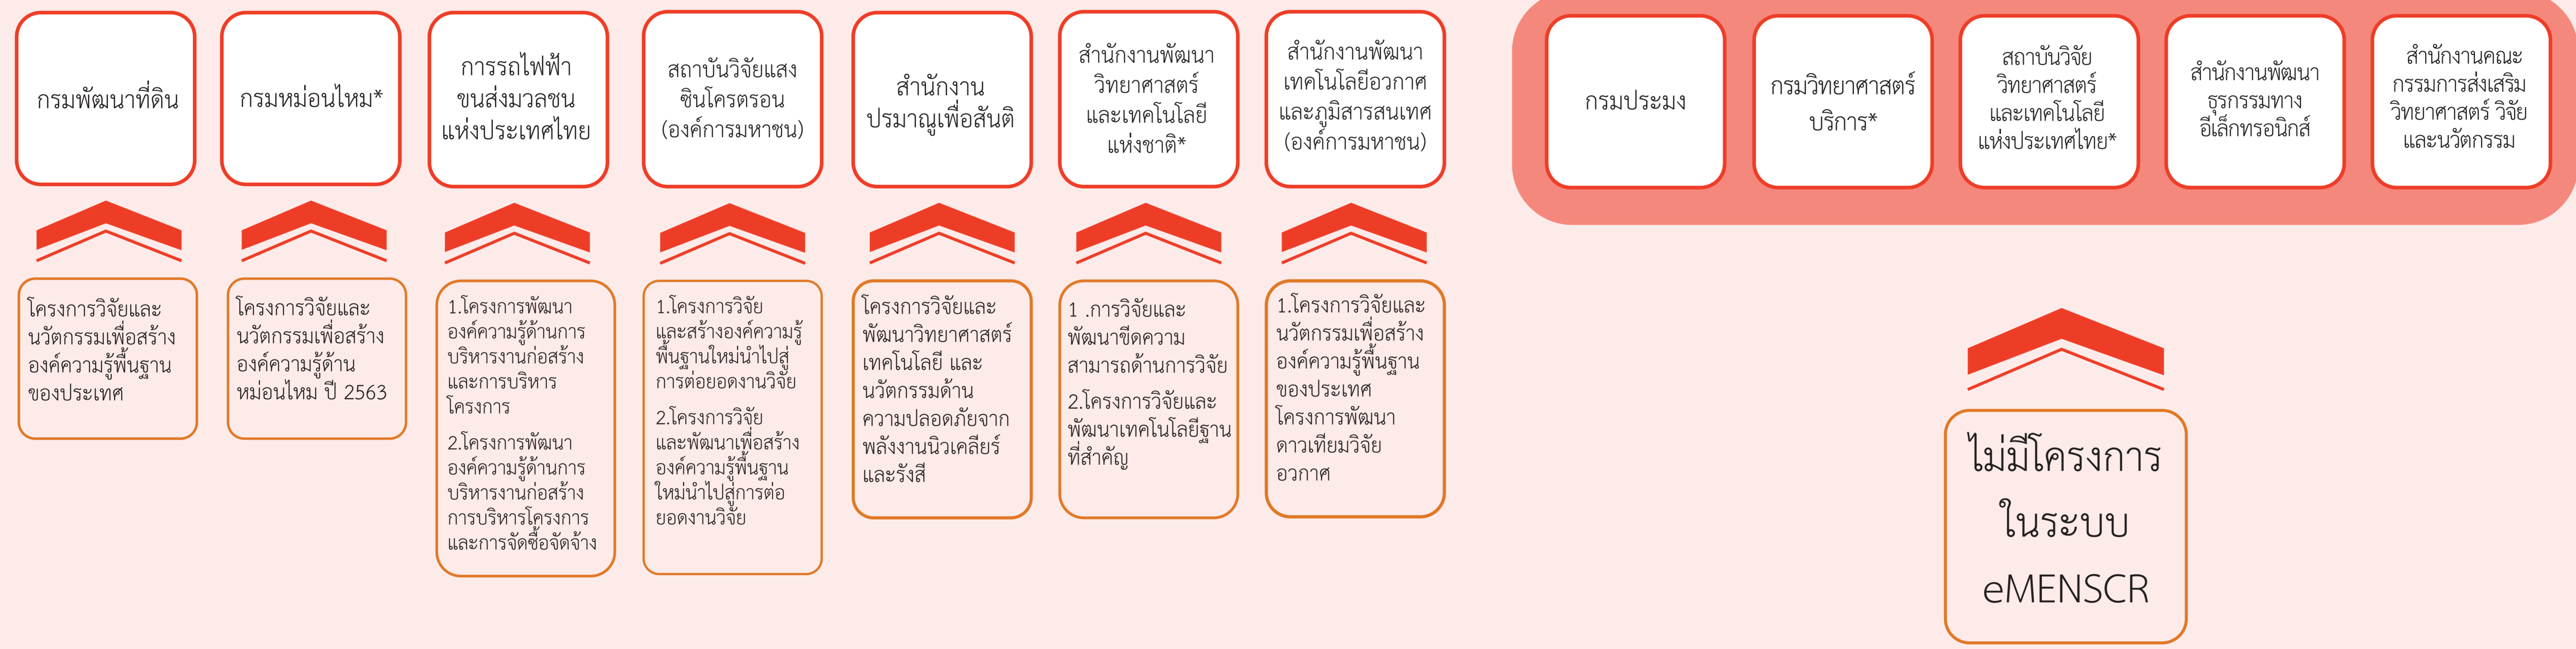 กรมพัฒนาที่ดิน
กรมหม่อนไหม*
การรถไฟฟ้า
ขนส่งมวลชน
แห่งประเทศไทย
สถาบันวิจัยแสง
ซินโครตรอน
(องค์การมหาชน)
สำนักงาน
ปรมาณูเพื่อสันติ
สำนักงานพัฒนา
วิทยาศาสตร์
และเทคโนโลยี
แห่งชาติ*
สำนักงานพัฒนา
เทคโนโลยีอวกาศ
และภูมิสารสนเทศ
(องค์การมหาชน)
กรมประมง
กรมวิทยาศาสตร์
บริการ*
สถาบันวิจัย
วิทยาศาสตร์
และเทคโนโลยี
แห่งประเทศไทย*
สำนักงานพัฒนา
ธุรกรรมทาง
อีเล็กทรอนิกส์
สำนักงานคณะ
กรรมการส่งเสริม
วิทยาศาสตร์ วิจัย
และนวัตกรรม
โครงการวิจัยและ
นวัตกรรมเพื่อสร้าง
องค์ความรู้พื้นฐาน
ของประเทศ
โครงการวิจัยและ
นวัตกรรมเพื่อสร้าง
องค์ความรู้ด้าน
หม่อนไหม ปี 2563
1.โครงการพัฒนา
องค์ความรู้ด้านการ
บริหารงานก่อสร้าง
และการบริหาร
โครงการ
2.โครงการพัฒนา
องค์ความรู้ด้านการ
บริหารงานก่อสร้าง
การบริหารโครงการ
และการจัดซื้อจัดจ้าง
1.โครงการวิจัย
และสร้างองค์ความรู้
พื้นฐานใหม่นำไปสู่
การต่อยอดงานวิจัย
2.โครงการวิจัย
และพัฒนาเพื่อสร้าง
องค์ความรู้พื้นฐาน
ใหม่นำไปสู่การต่อ
ยอดงานวิจัย
โครงการวิจัยและ
พัฒนาวิทยาศาสตร์
เทคโนโลยี และ
นวัตกรรมด้าน
ความปลอดภัยจาก
พลังงานนิวเคลียร์
และรังสี
1 .การวิจัยและ
พัฒนาขีดความ
สามารถด้านการวิจัย
2.โครงการวิจัยและ
พัฒนาเทคโนโลยีฐาน
ที่สำคัญ
1.โครงการวิจัยและ
นวัตกรรมเพื่อสร้าง
องค์ความรู้พื้นฐาน
ของประเทศ
โครงการพัฒนา
ดาวเทียมวิจัย
อวกาศ
ไม่มีโครงการ
ในระบบ
eMENSCR